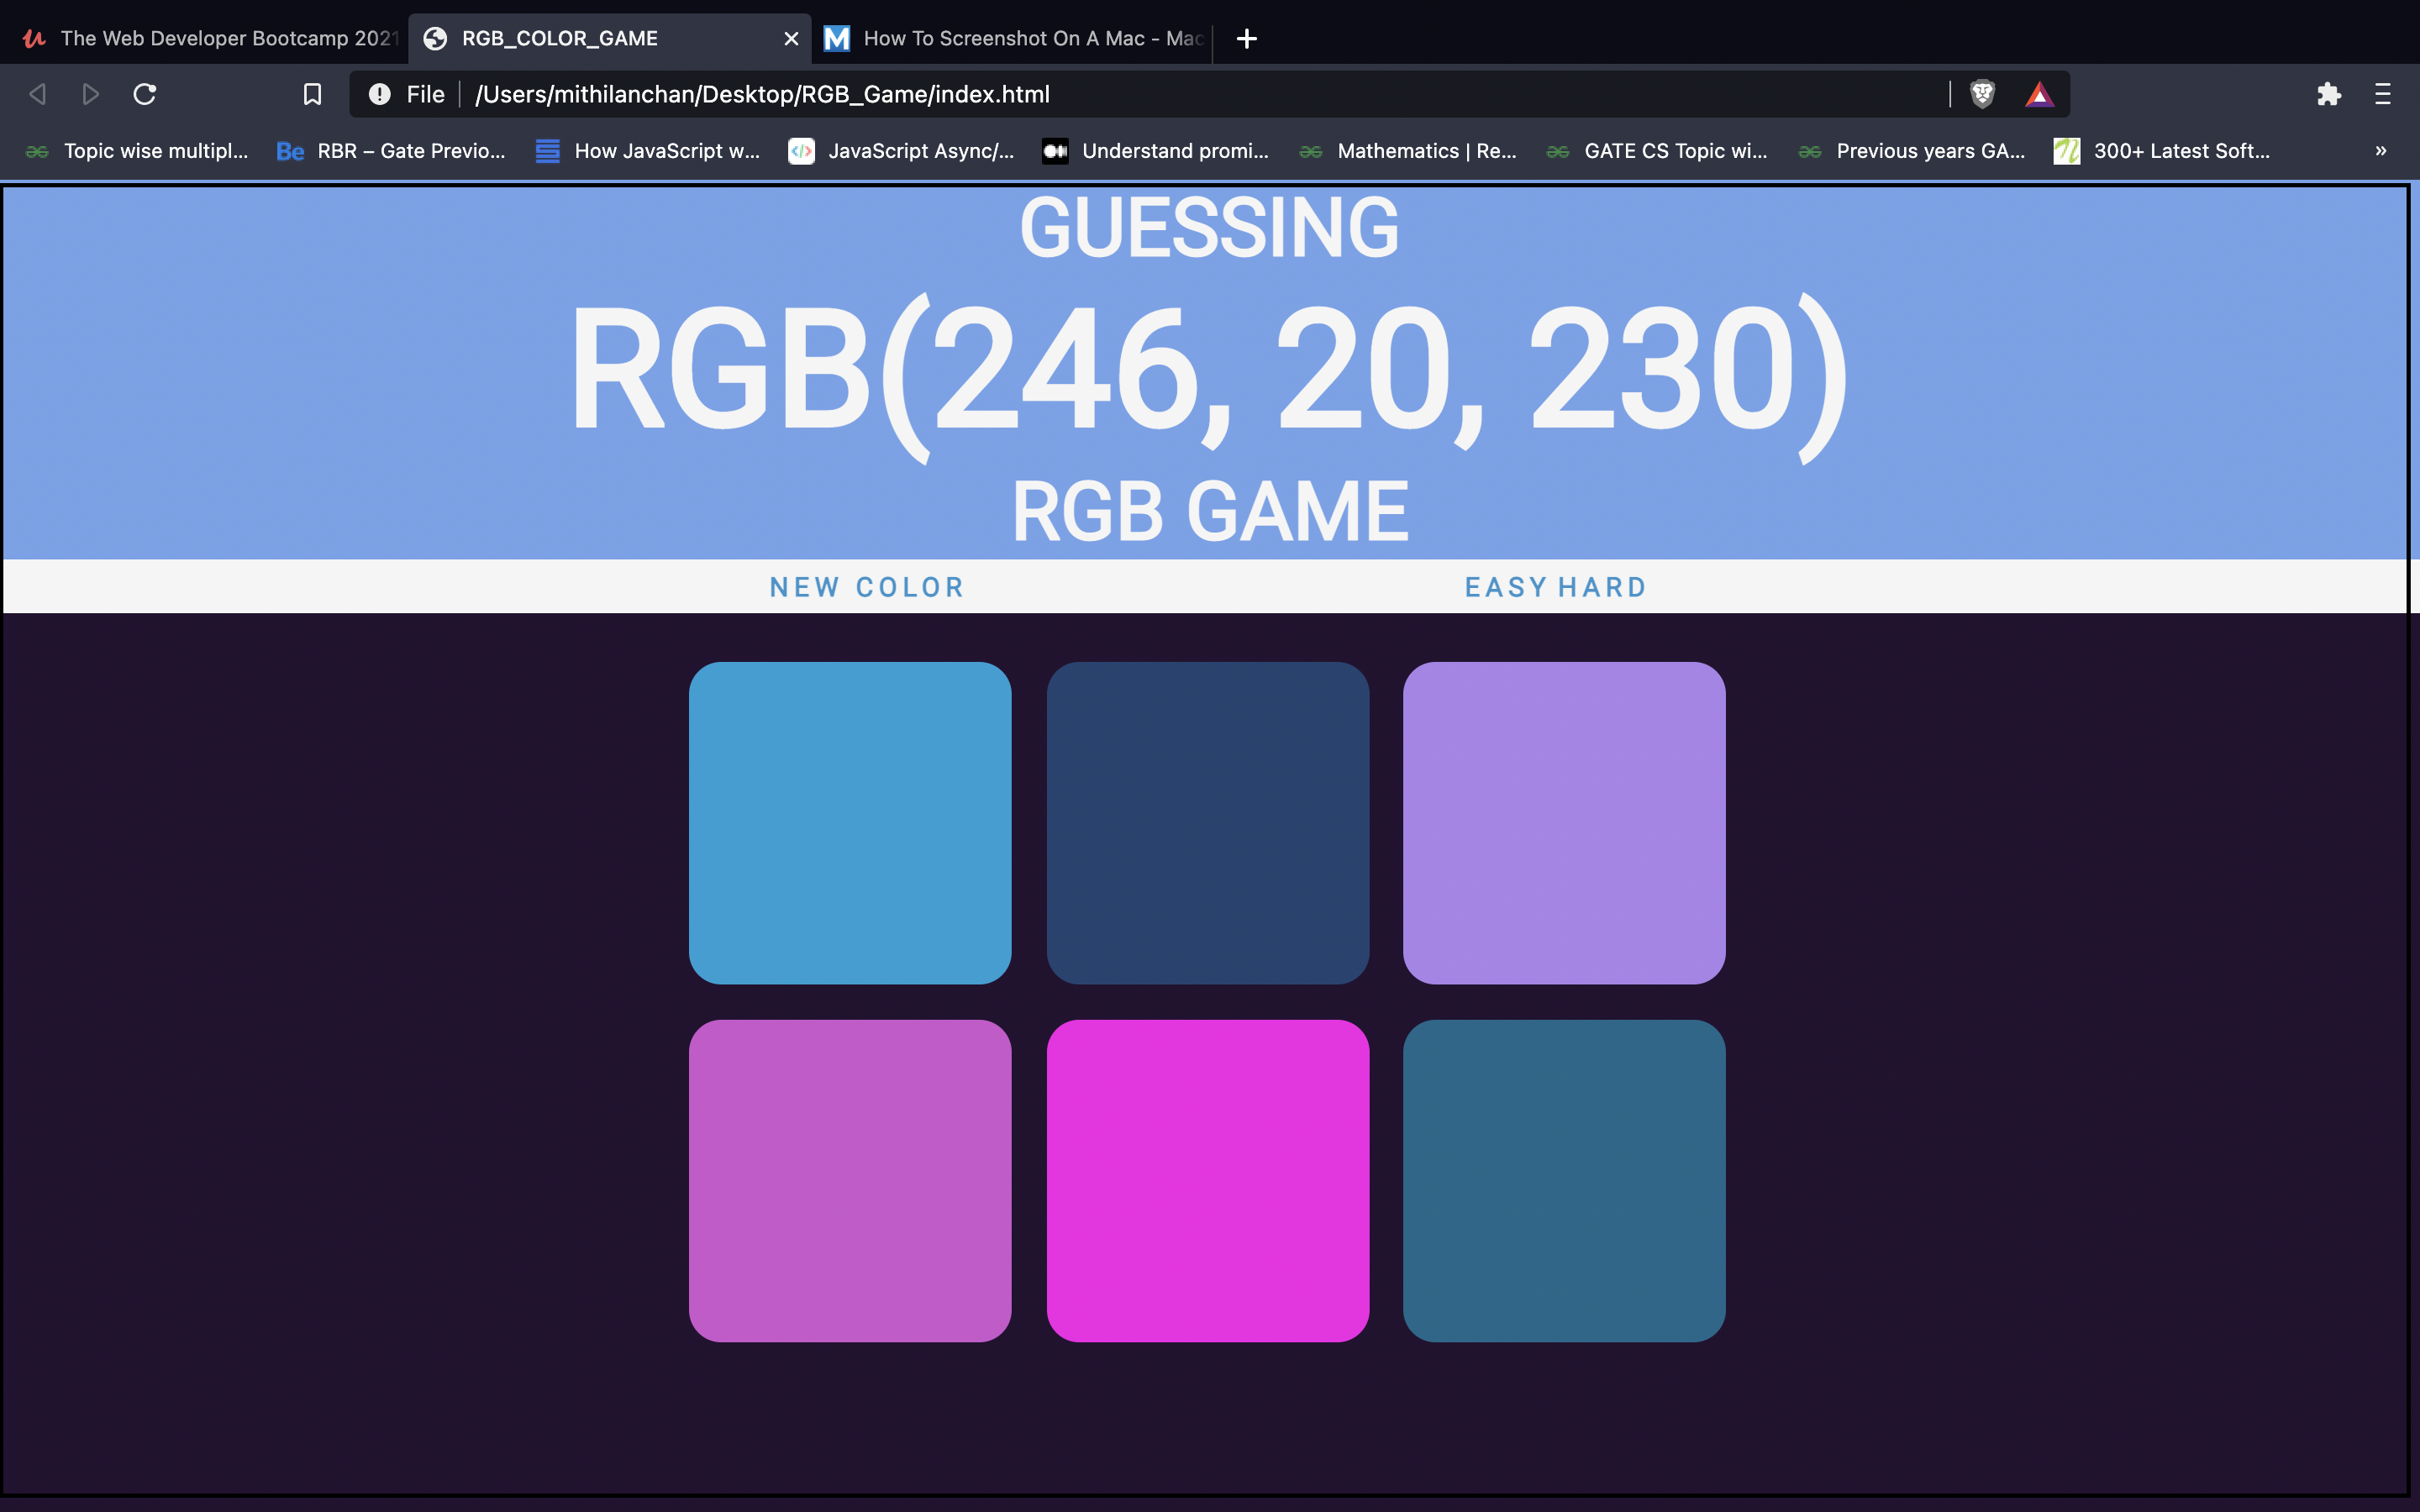 The Web Developer Bootcamp 2021
RGB_COLOR_GAME
How To Screenshot On A Mac - Mac
File
/Users/mithilanchan/Desktop/RGB_Game/index.html
Topic wise multipl...
Be RBR – Gate Previo...
How JavaScript w...
JavaScript Async/...
Understand promi...
Mathematics | Re...
GATE CS Topic wi...
Previous years GA...
300+ Latest Soft...
»
GUESSING
RGB(246, 20, 230)
RGB GAME
NEW COLOR
EASY HARD